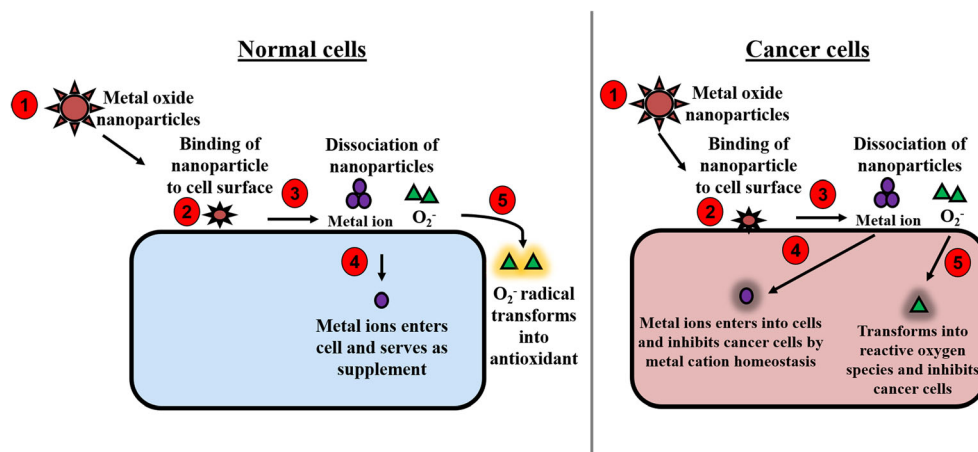 Normal cells
1
Metal oxide
nanoparticles
Binding of
nanoparticle
to cell surface
2
3
Dissociation of
nanoparticles
Metal ion
O₂⁻
5
4
Metal ions enters
cell and serves as
supplement
O₂⁻ radical
transforms
into
antioxidant
Cancer cells
1
Metal oxide
nanoparticles
Binding of
nanoparticle
to cell surface
2
3
Dissociation of
nanoparticles
Metal ion
O₂⁻
4
5
Metal ions enters into cells
and inhibits cancer cells by
metal cation homeostasis
Transforms into
reactive oxygen
species and inhibits
cancer cells